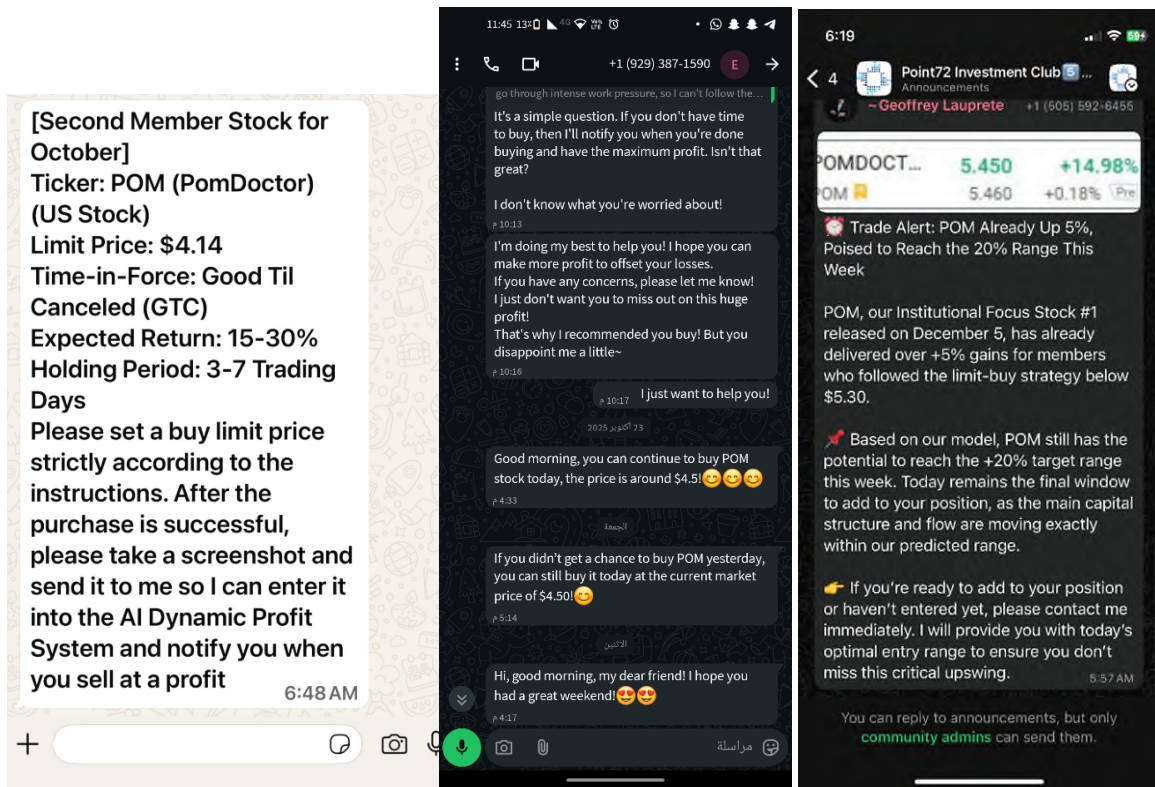 [Second Member Stock for
October]
Ticker: POM (PomDoctor)
(US Stock)
Limit Price: $4.14
Time-in-Force: Good Til
Canceled (GTC)
Expected Return: 15-30%
Holding Period: 3-7 Trading
Days
Please set a buy limit price
strictly according to the
instructions. After the
purchase is successful,
please take a screenshot and
send it to me so I can enter it
into the AI Dynamic Profit
System and notify you when
you sell at a profit
6:48 AM
11:45 13% 4G VoLTE
+1 (929) 387-1590 E
go through intense work pressure, so I can't follow the...
It's a simple question. If you don't have time
to buy, then I'll notify you when you're done
buying and have the maximum profit. Isn't that
great?
I don't know what you're worried about!
10:13 م
I'm doing my best to help you! I hope you can
make more profit to offset your losses.
If you have any concerns, please let me know!
I just don't want you to miss out on this huge
profit!
That's why I recommended you buy! But you
disappoint me a little~
10:16 م
I just want to help you!
10:17 م
23 أكتوبر 2025
Good morning, you can continue to buy POM
stock today, the price is around $4.5!😊😊😊
4:33 م
الجمعة
If you didn't get a chance to buy POM yesterday,
you can still buy it today at the current market
price of $4.50!😊
5:14 م
الاثنين
Hi, good morning, my dear friend! I hope you
had a great weekend!😍😍
4:17 م
مراسلة
6:19 59
4 Point72 Investment Club5️⃣...
Announcements
~Geoffrey Lauprete +1 (505) 592-6455
POMDOCT... 5.450 +14.98%
POM 5.460 +0.18% Pre
⏰ Trade Alert: POM Already Up 5%,
Poised to Reach the 20% Range This
Week
POM, our Institutional Focus Stock #1
released on December 5, has already
delivered over +5% gains for members
who followed the limit-buy strategy below
$5.30.
📌 Based on our model, POM still has the
potential to reach the +20% target range
this week. Today remains the final window
to add to your position, as the main capital
structure and flow are moving exactly
within our predicted range.
👉 If you're ready to add to your position
or haven't entered yet, please contact me
immediately. I will provide you with today's
optimal entry range to ensure you don't
miss this critical upswing.
5:57 AM
You can reply to announcements, but only
community admins can send them.